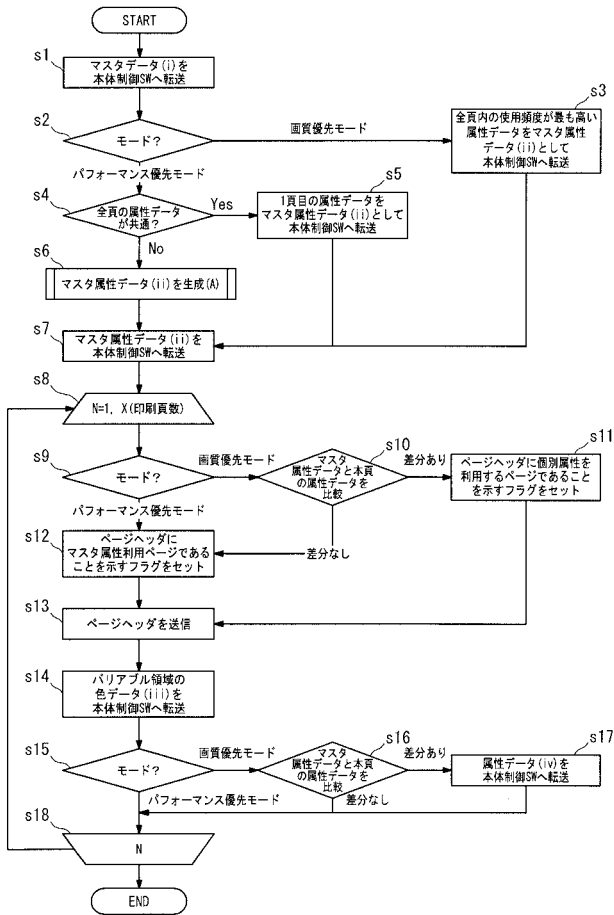 START
s1
マスタデータ(i)を
本体制御SWへ転送
s2
モード?
画質優先モード
s3
全頁内の使用頻度が最も高い
属性データをマスタ属性
データ(ii)として
本体制御SWへ転送
パフォーマンス優先モード
s4
全頁の属性データ
が共通?
Yes
s5
1頁目の属性データを
マスタ属性データ(ii)として
本体制御SWへ転送
No
s6
マスタ属性データ(ii)を生成(A)
s7
マスタ属性データ(ii)を
本体制御SWへ転送
s8
N=1, X(印刷頁数)
s9
モード?
画質優先モード
s10
マスタ
属性データと本頁
の属性データを
比較
差分あり
s11
ページヘッダに個別属性を
利用するページであること
を示すフラグをセット
パフォーマンス優先モード
差分なし
s12
ページヘッダに
マスタ属性利用ページである
ことを示すフラグをセット
s13
ページヘッダを送信
s14
バリアブル領域の
色データ(iii)を
本体制御SWへ転送
s15
モード?
画質優先モード
s16
マスタ
属性データと本頁
の属性データを
比較
差分あり
s17
属性データ(iv)を
本体制御SWへ転送
パフォーマンス優先モード
差分なし
s18
N
END